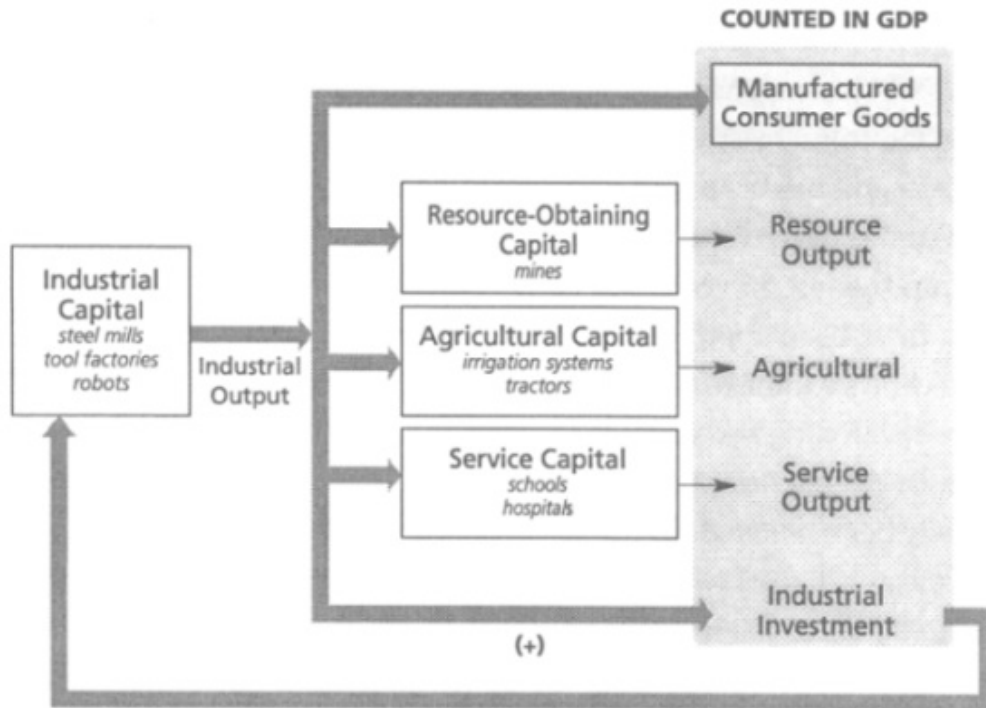 COUNTED IN GDP
Manufactured
Consumer Goods
Resource-Obtaining
Capital
mines
Resource
Output
Industrial
Capital
steel mills
tool factories
robots
Industrial
Output
Agricultural Capital
irrigation systems
tractors
Agricultural
Service Capital
schools
hospitals
Service
Output
Industrial
Investment
(+)